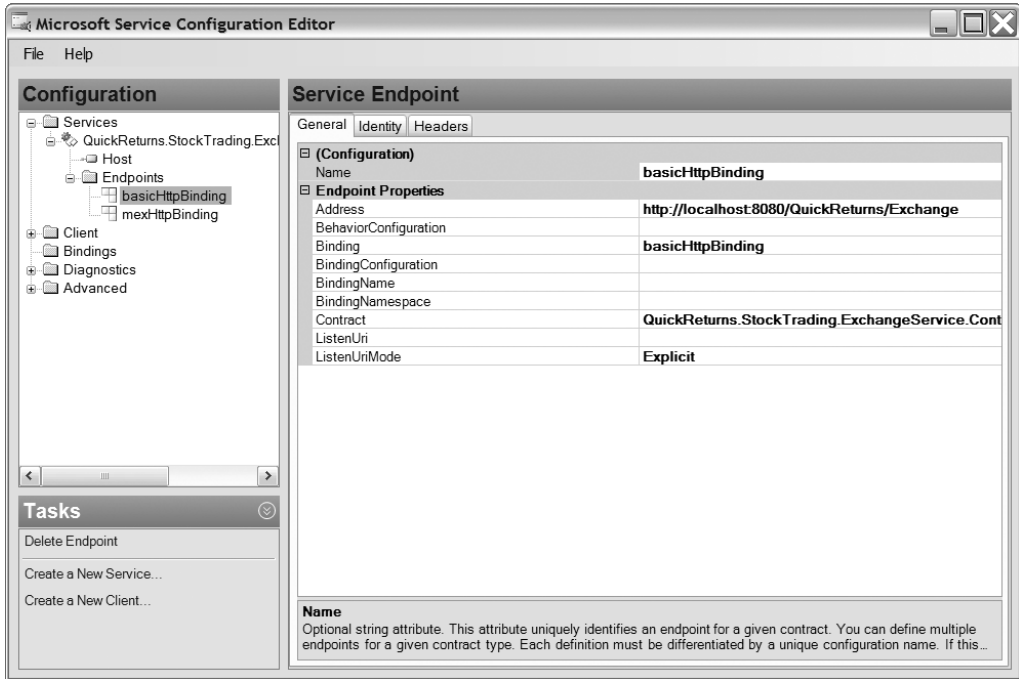 Microsoft Service Configuration Editor
File Help
Configuration
Services
QuickReturns.StockTrading.Excl
Host
Endpoints
basicHttpBinding
mexHttpBinding
Client
Bindings
Diagnostics
Advanced
Tasks
Delete Endpoint
Create a New Service...
Create a New Client...
Service Endpoint
General Identity Headers
(Configuration)
Name basicHttpBinding
Endpoint Properties
Address http://localhost:8080/QuickReturns/Exchange
BehaviorConfiguration
Binding basicHttpBinding
BindingConfiguration
BindingName
BindingNamespace
Contract QuickReturns.StockTrading.ExchangeService.Cont
ListenUri
ListenUriMode Explicit
Name
Optional string attribute. This attribute uniquely identifies an endpoint for a given contract. You can define multiple
endpoints for a given contract type. Each definition must be differentiated by a unique configuration name. If this...